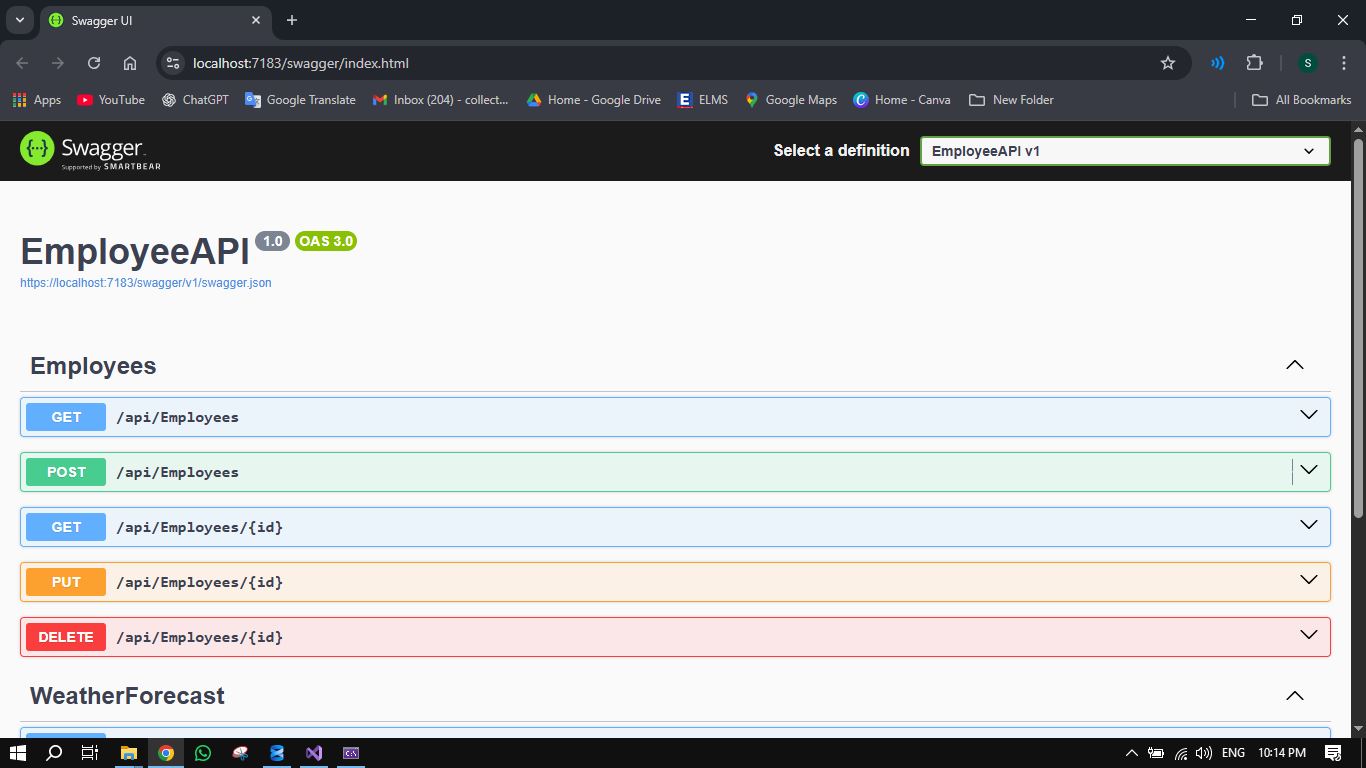 Swagger UI
localhost:7183/swagger/index.html
S
Apps
YouTube
ChatGPT
Google Translate
Inbox (204) - collect...
Home - Google Drive
ELMS
Google Maps
Home - Canva
New Folder
All Bookmarks
Swagger
Supported by SMARTBEAR
Select a definition
EmployeeAPI v1
EmployeeAPI 1.0 OAS 3.0
https://localhost:7183/swagger/v1/swagger.json
Employees
GET /api/Employees
POST /api/Employees
GET /api/Employees/{id}
PUT /api/Employees/{id}
DELETE /api/Employees/{id}
WeatherForecast
ENG
10:14 PM